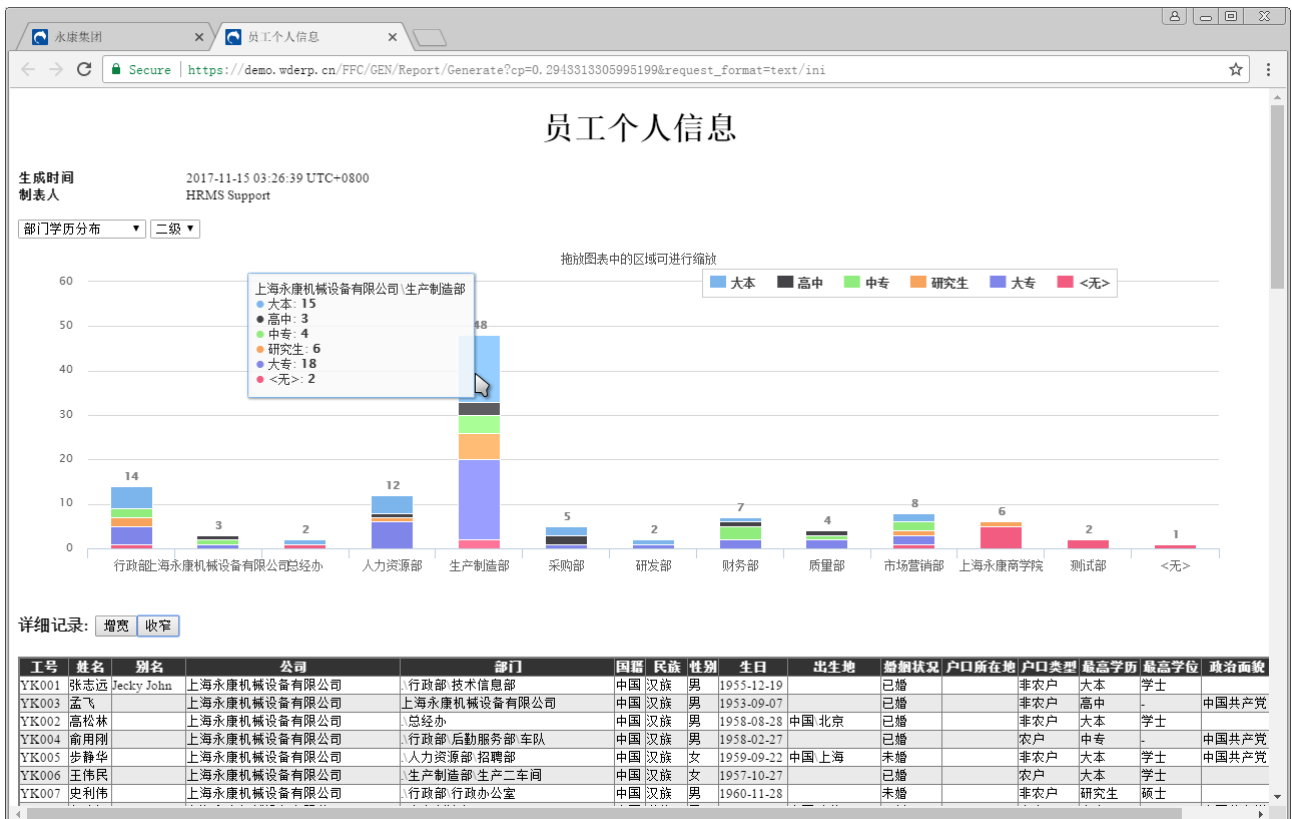 永康集团
员工个人信息
Secure https://demo.wderp.cn/FFC/GEN/Report/Generate?cp=0.2943313305995199&request_format=text/ini
员工个人信息
生成时间 2017-11-15 03:26:39 UTC+0800
制表人 HRMS Support
部门学历分布 二级
拖放图表中的区域可进行缩放
大本 高中 中专 研究生 大专 <无>
上海永康机械设备有限公司\生产制造部
大本: 15
高中: 3
中专: 4
研究生: 6
大专: 18
<无>: 2
60
50
40
30
20
10
0
14
3
2
12
48
5
2
7
4
8
6
2
1
行政部 上海永康机械设备有限公司 总经办 人力资源部 生产制造部 采购部 研发部 财务部 质量部 市场营销部 上海永康商学院 测试部 <无>
详细记录: 增宽 收窄
工号 姓名 别名 公司 部门 国籍 民族 性别 生日 出生地 婚姻状况 户口所在地 户口类型 最高学历 最高学位 政治面貌
YK001 张志远 Jecky John 上海永康机械设备有限公司 .\行政部\技术信息部 中国 汉族 男 1955-12-19 已婚 非农户 大本 学士
YK003 孟飞 上海永康机械设备有限公司 上海永康机械设备有限公司 中国 汉族 男 1953-09-07 已婚 非农户 高中 - 中国共产党
YK002 高松林 上海永康机械设备有限公司 .\总经办 中国 汉族 男 1958-08-28 中国\北京 已婚 非农户 大本 学士
YK004 俞用刚 上海永康机械设备有限公司 .\行政部\后勤服务部\车队 中国 汉族 男 1958-02-27 已婚 农户 中专 - 中国共产党
YK005 步静华 上海永康机械设备有限公司 .\人力资源部\招聘部 中国 汉族 女 1959-09-22 中国\上海 未婚 非农户 大本 学士 中国共产党
YK006 王伟民 上海永康机械设备有限公司 .\生产制造部\生产二车间 中国 汉族 女 1957-10-27 已婚 农户 大本 学士
YK007 史利伟 上海永康机械设备有限公司 .\行政部\行政办公室 中国 汉族 男 1960-11-28 未婚 非农户 研究生 硕士